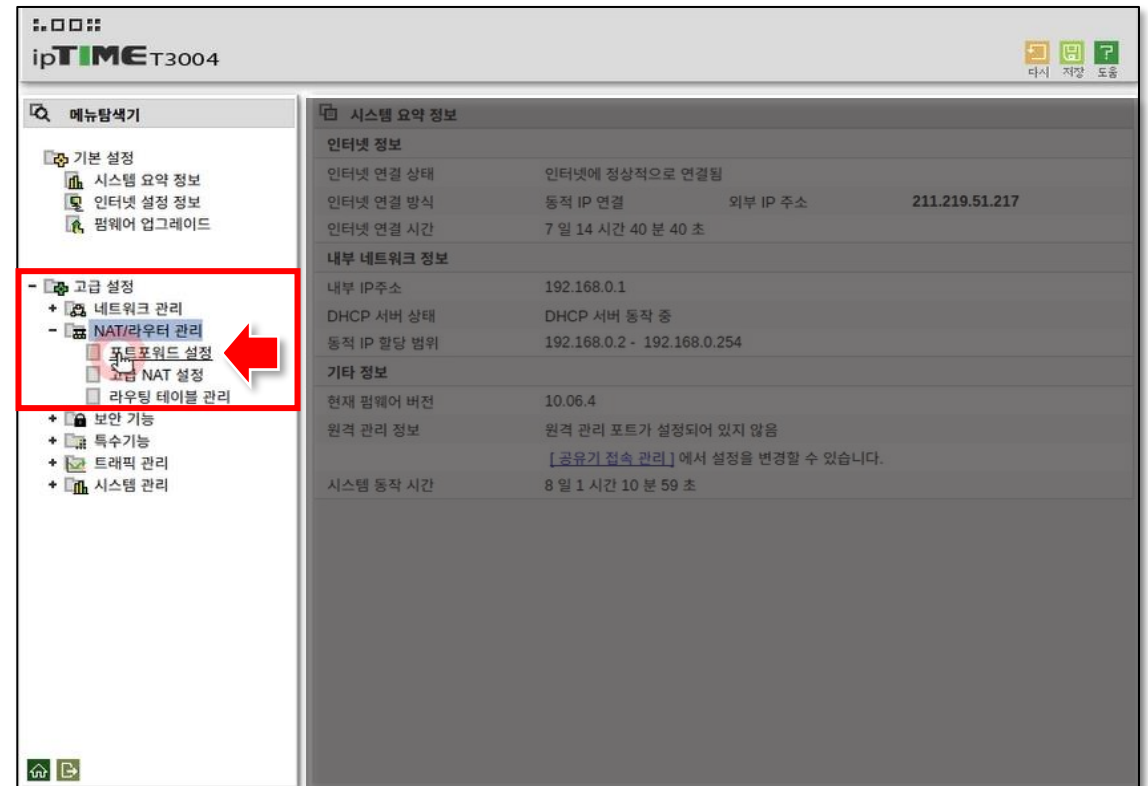 ipTIME T3004
다시 저장 도움
메뉴탐색기
기본 설정
시스템 요약 정보
인터넷 설정 정보
펌웨어 업그레이드
고급 설정
네트워크 관리
NAT/라우터 관리
포트포워드 설정
고급 NAT 설정
라우팅 테이블 관리
보안 기능
특수기능
트래픽 관리
시스템 관리
시스템 요약 정보
인터넷 정보
인터넷 연결 상태 인터넷에 정상적으로 연결됨
인터넷 연결 방식 동적 IP 연결 외부 IP 주소 211.219.51.217
인터넷 연결 시간 7 일 14 시간 40 분 40 초
내부 네트워크 정보
내부 IP주소 192.168.0.1
DHCP 서버 상태 DHCP 서버 동작 중
동적 IP 할당 범위 192.168.0.2 - 192.168.0.254
기타 정보
현재 펌웨어 버전 10.06.4
원격 관리 정보 원격 관리 포트가 설정되어 있지 않음
[ 공유기 접속 관리 ] 에서 설정을 변경할 수 있습니다.
시스템 동작 시간 8 일 1 시간 10 분 59 초